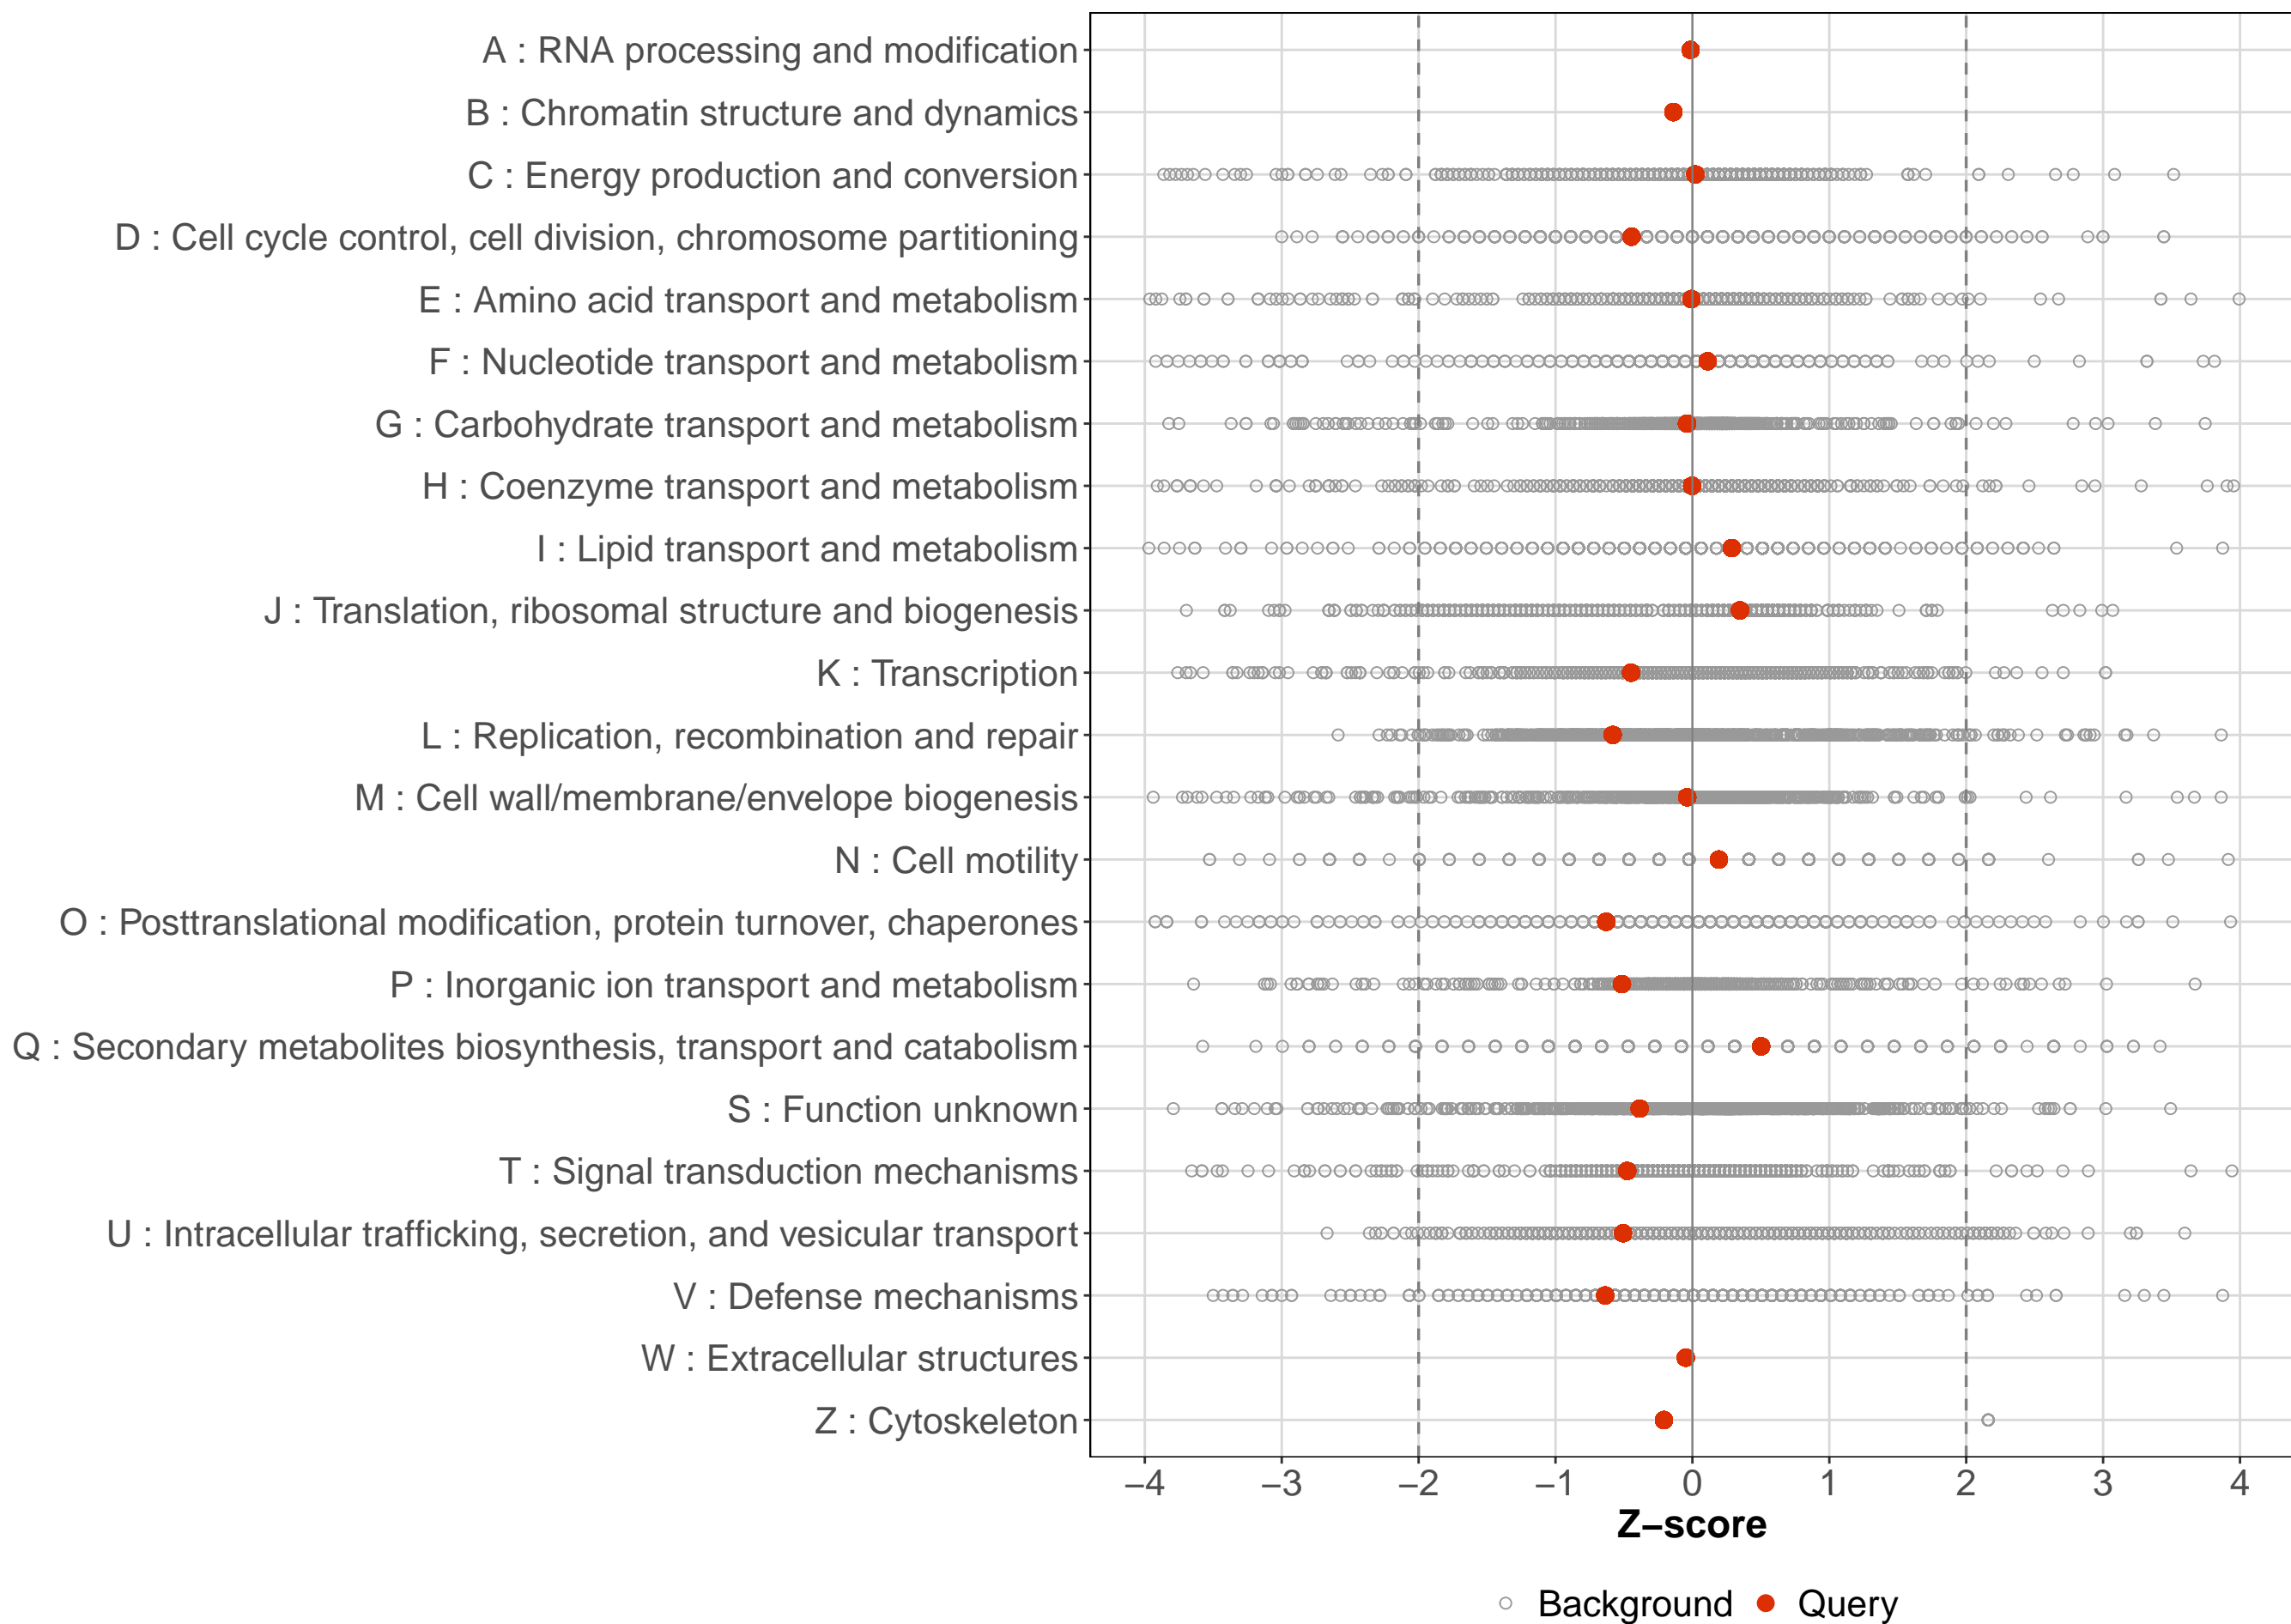 A : RNA processing and modification
B : Chromatin structure and dynamics
C : Energy production and conversion
D : Cell cycle control, cell division, chromosome partitioning
E : Amino acid transport and metabolism
F : Nucleotide transport and metabolism
G : Carbohydrate transport and metabolism
H : Coenzyme transport and metabolism
I : Lipid transport and metabolism
J : Translation, ribosomal structure and biogenesis
K : Transcription
L : Replication, recombination and repair
M : Cell wall/membrane/envelope biogenesis
N : Cell motility
O : Posttranslational modification, protein turnover, chaperones
P : Inorganic ion transport and metabolism
Q : Secondary metabolites biosynthesis, transport and catabolism
S : Function unknown
T : Signal transduction mechanisms
U : Intracellular trafficking, secretion, and vesicular transport
V : Defense mechanisms
W : Extracellular structures
Z : Cytoskeleton
−4 −3 −2 −1 0 1 2 3 4
Z−score
Background Query